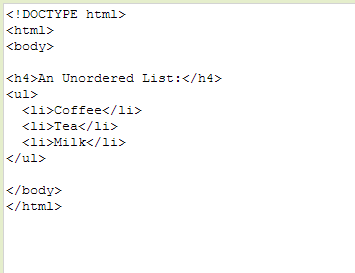 <!DOCTYPE html>
<html>
<body>
<h4>An Unordered List:</h4>
<ul>
<li>Coffee</li>
<li>Tea</li>
<li>Milk</li>
</ul>
</body>
</html>